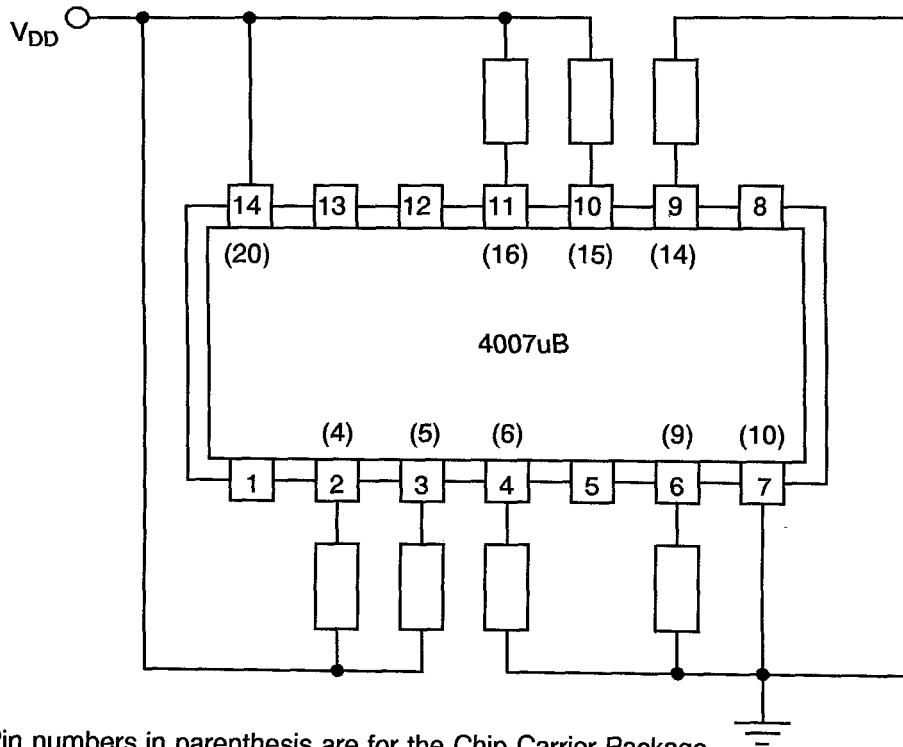 V_DD
14 13 12 11 10 9 8
(20) (16) (15) (14)
4007uB
(4) (5) (6) (9) (10)
1 2 3 4 5 6 7
Pin numbers in parenthesis are for the Chip Carrier Package